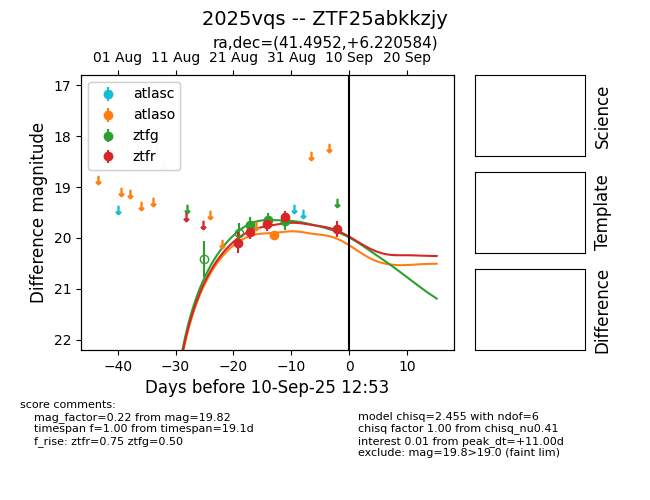 2025vqs -- ZTF25abkkzjy
ra,dec=(41.4952,+6.220584)
01 Aug 11 Aug 21 Aug 31 Aug 10 Sep 20 Sep
17
18
19
20
21
22
Difference magnitude
atlasc
atlaso
ztfg
ztfr
−40 −30 −20 −10 0 10
Days before 10-Sep-25 12:53
Science
Template
Difference
score comments:
mag_factor=0.22 from mag=19.82
timespan f=1.00 from timespan=19.1d
f_rise: ztfr=0.75 ztfg=0.50
model chisq=2.455 with ndof=6
chisq factor 1.00 from chisq_nu0.41
interest 0.01 from peak_dt=+11.00d
exclude: mag=19.8>19.0 (faint lim)